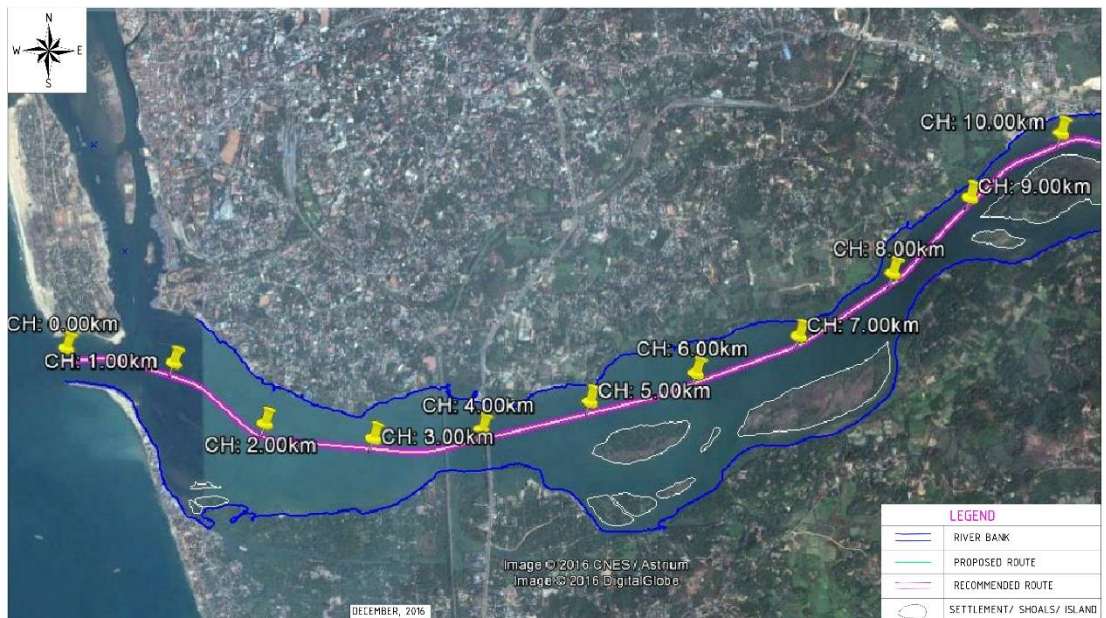 N
W E
S
CH: 10.00km
CH: 9.00km
CH: 8.00km
CH: 0.00km
CH: 7.00km
CH: 1.00km
CH: 6.00km
CH: 5.00km
CH: 4.00km
CH: 3.00km
CH: 2.00km
LEGEND
RIVER BANK
PROPOSED ROUTE
RECOMMENDED ROUTE
SETTLEMENT/ SHOALS/ ISLAND
Image © 2016 CNES / Astrium
Image © 2016 DigitalGlobe
DECEMBER, 2016